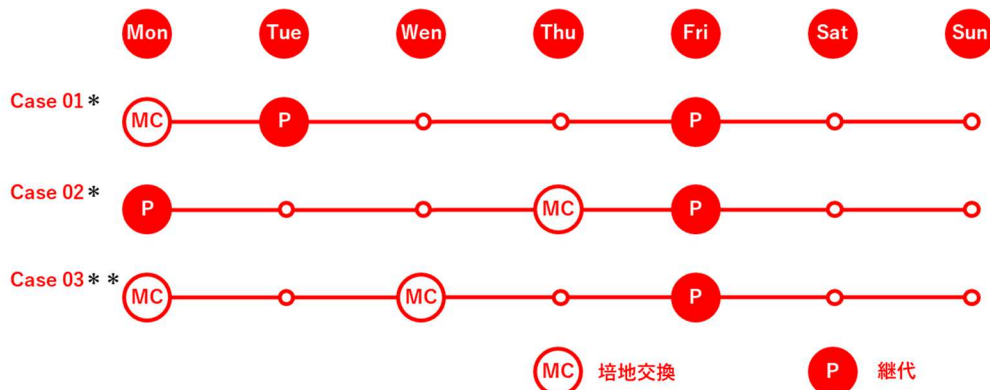 Mon Tue Wen Thu Fri Sat Sun
Case 01* MC P P
Case 02* P MC P
Case 03** MC MC P
MC 培地交換 P 継代